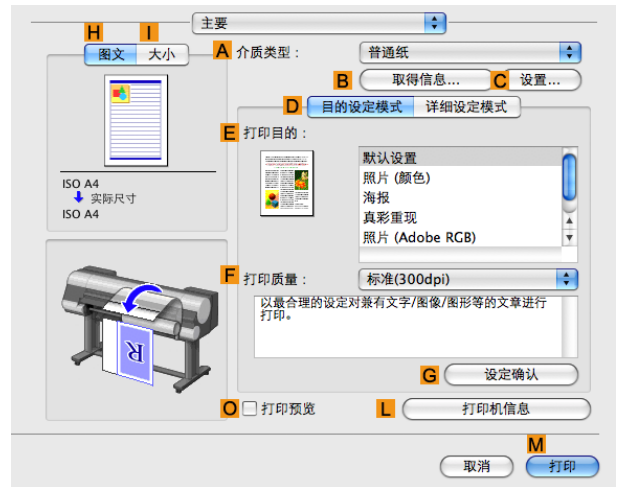 主要
H I
图文 大小
A 介质类型： 普通纸
B 取得信息... C 设置...
D 目的设定模式 详细设定模式
E 打印目的：
默认设置
照片 (颜色)
海报
真彩重现
照片 (Adobe RGB)
ISO A4
实际尺寸
ISO A4
F 打印质量： 标准(300dpi)
以最合理的设定对兼有文字/图像/图形等的文章进行
打印。
R
G 设定确认
O 打印预览 L 打印机信息
M
取消 打印